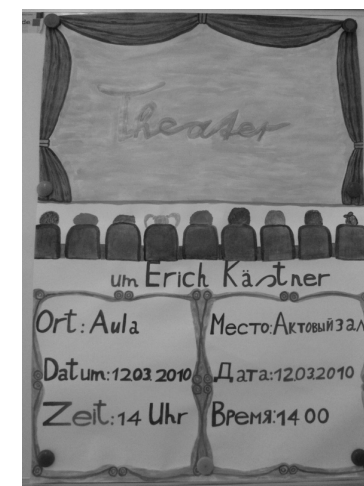 Theater
um Erich Kästner
Ort: Aula
Datum: 12.03.2010
Zeit: 14 Uhr
Место: Актовый зал
Дата: 12.03.2010
Время: 14 00